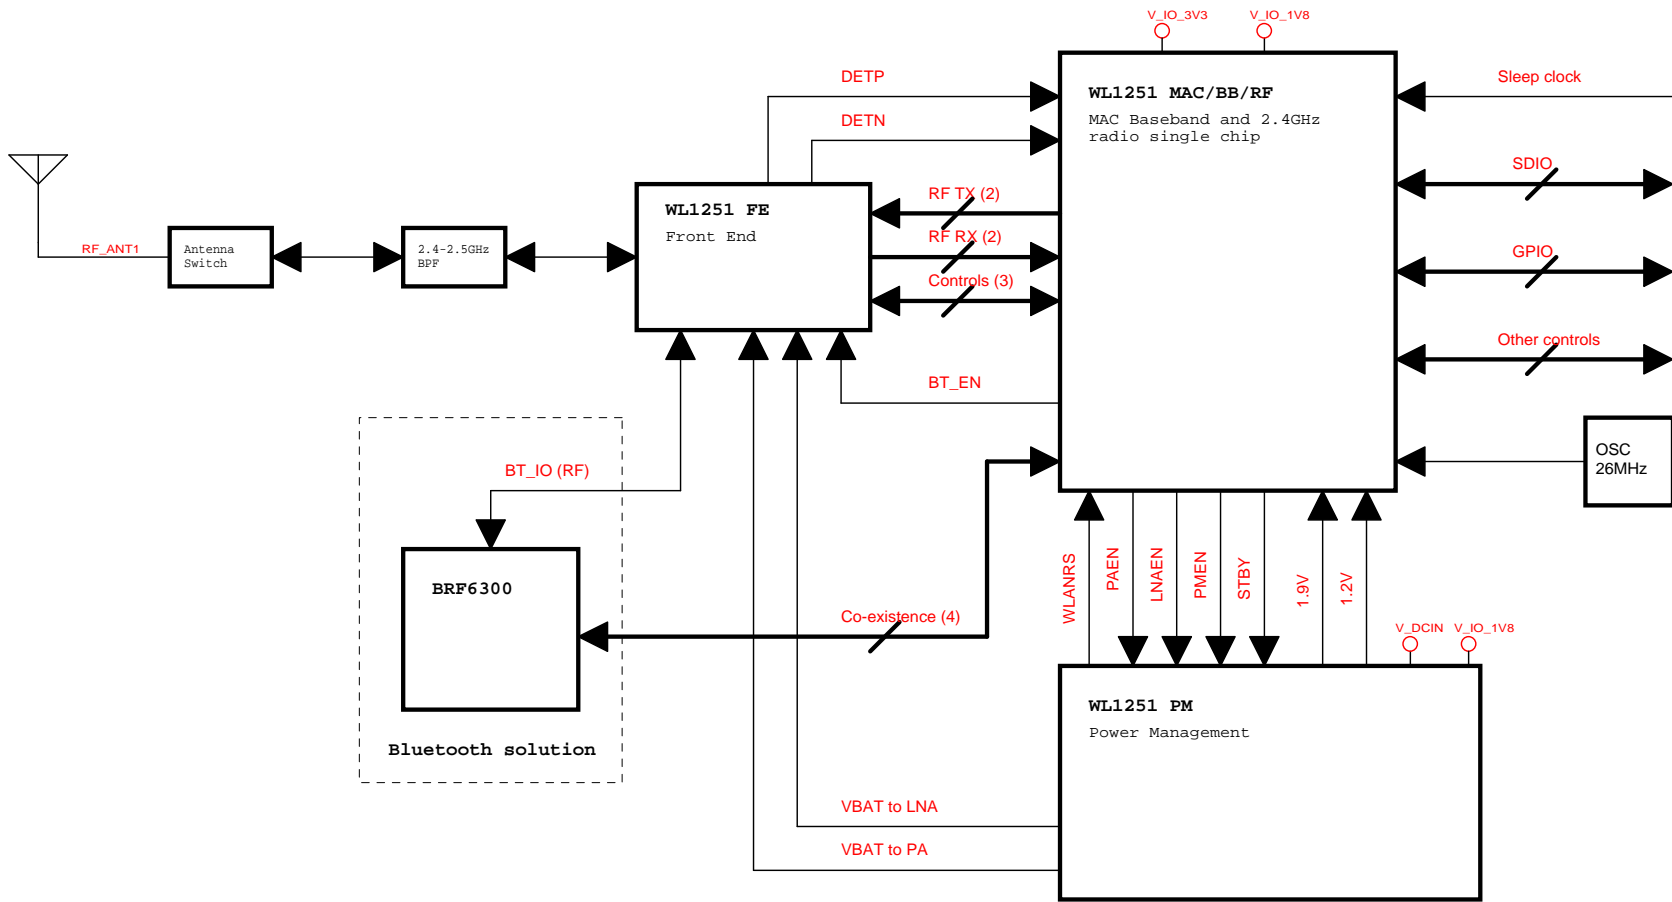 V_IO_3V3
V_IO_1V8
DETP
DETN
WL1251 MAC/BB/RF
MAC Baseband and 2.4GHz
radio single chip
Sleep clock
SDIO
GPIO
Other controls
RF_ANT1
Antenna
Switch
2.4-2.5GHz
BPF
WL1251 FE
Front End
RF TX (2)
RF RX (2)
Controls (3)
BT_EN
OSC
26MHz
BT_IO (RF)
BRF6300
Bluetooth solution
Co-existence (4)
WLANRS
PAEN
LNAEN
PMEN
STBY
1.9V
1.2V
V_DCIN
V_IO_1V8
WL1251 PM
Power Management
VBAT to LNA
VBAT to PA